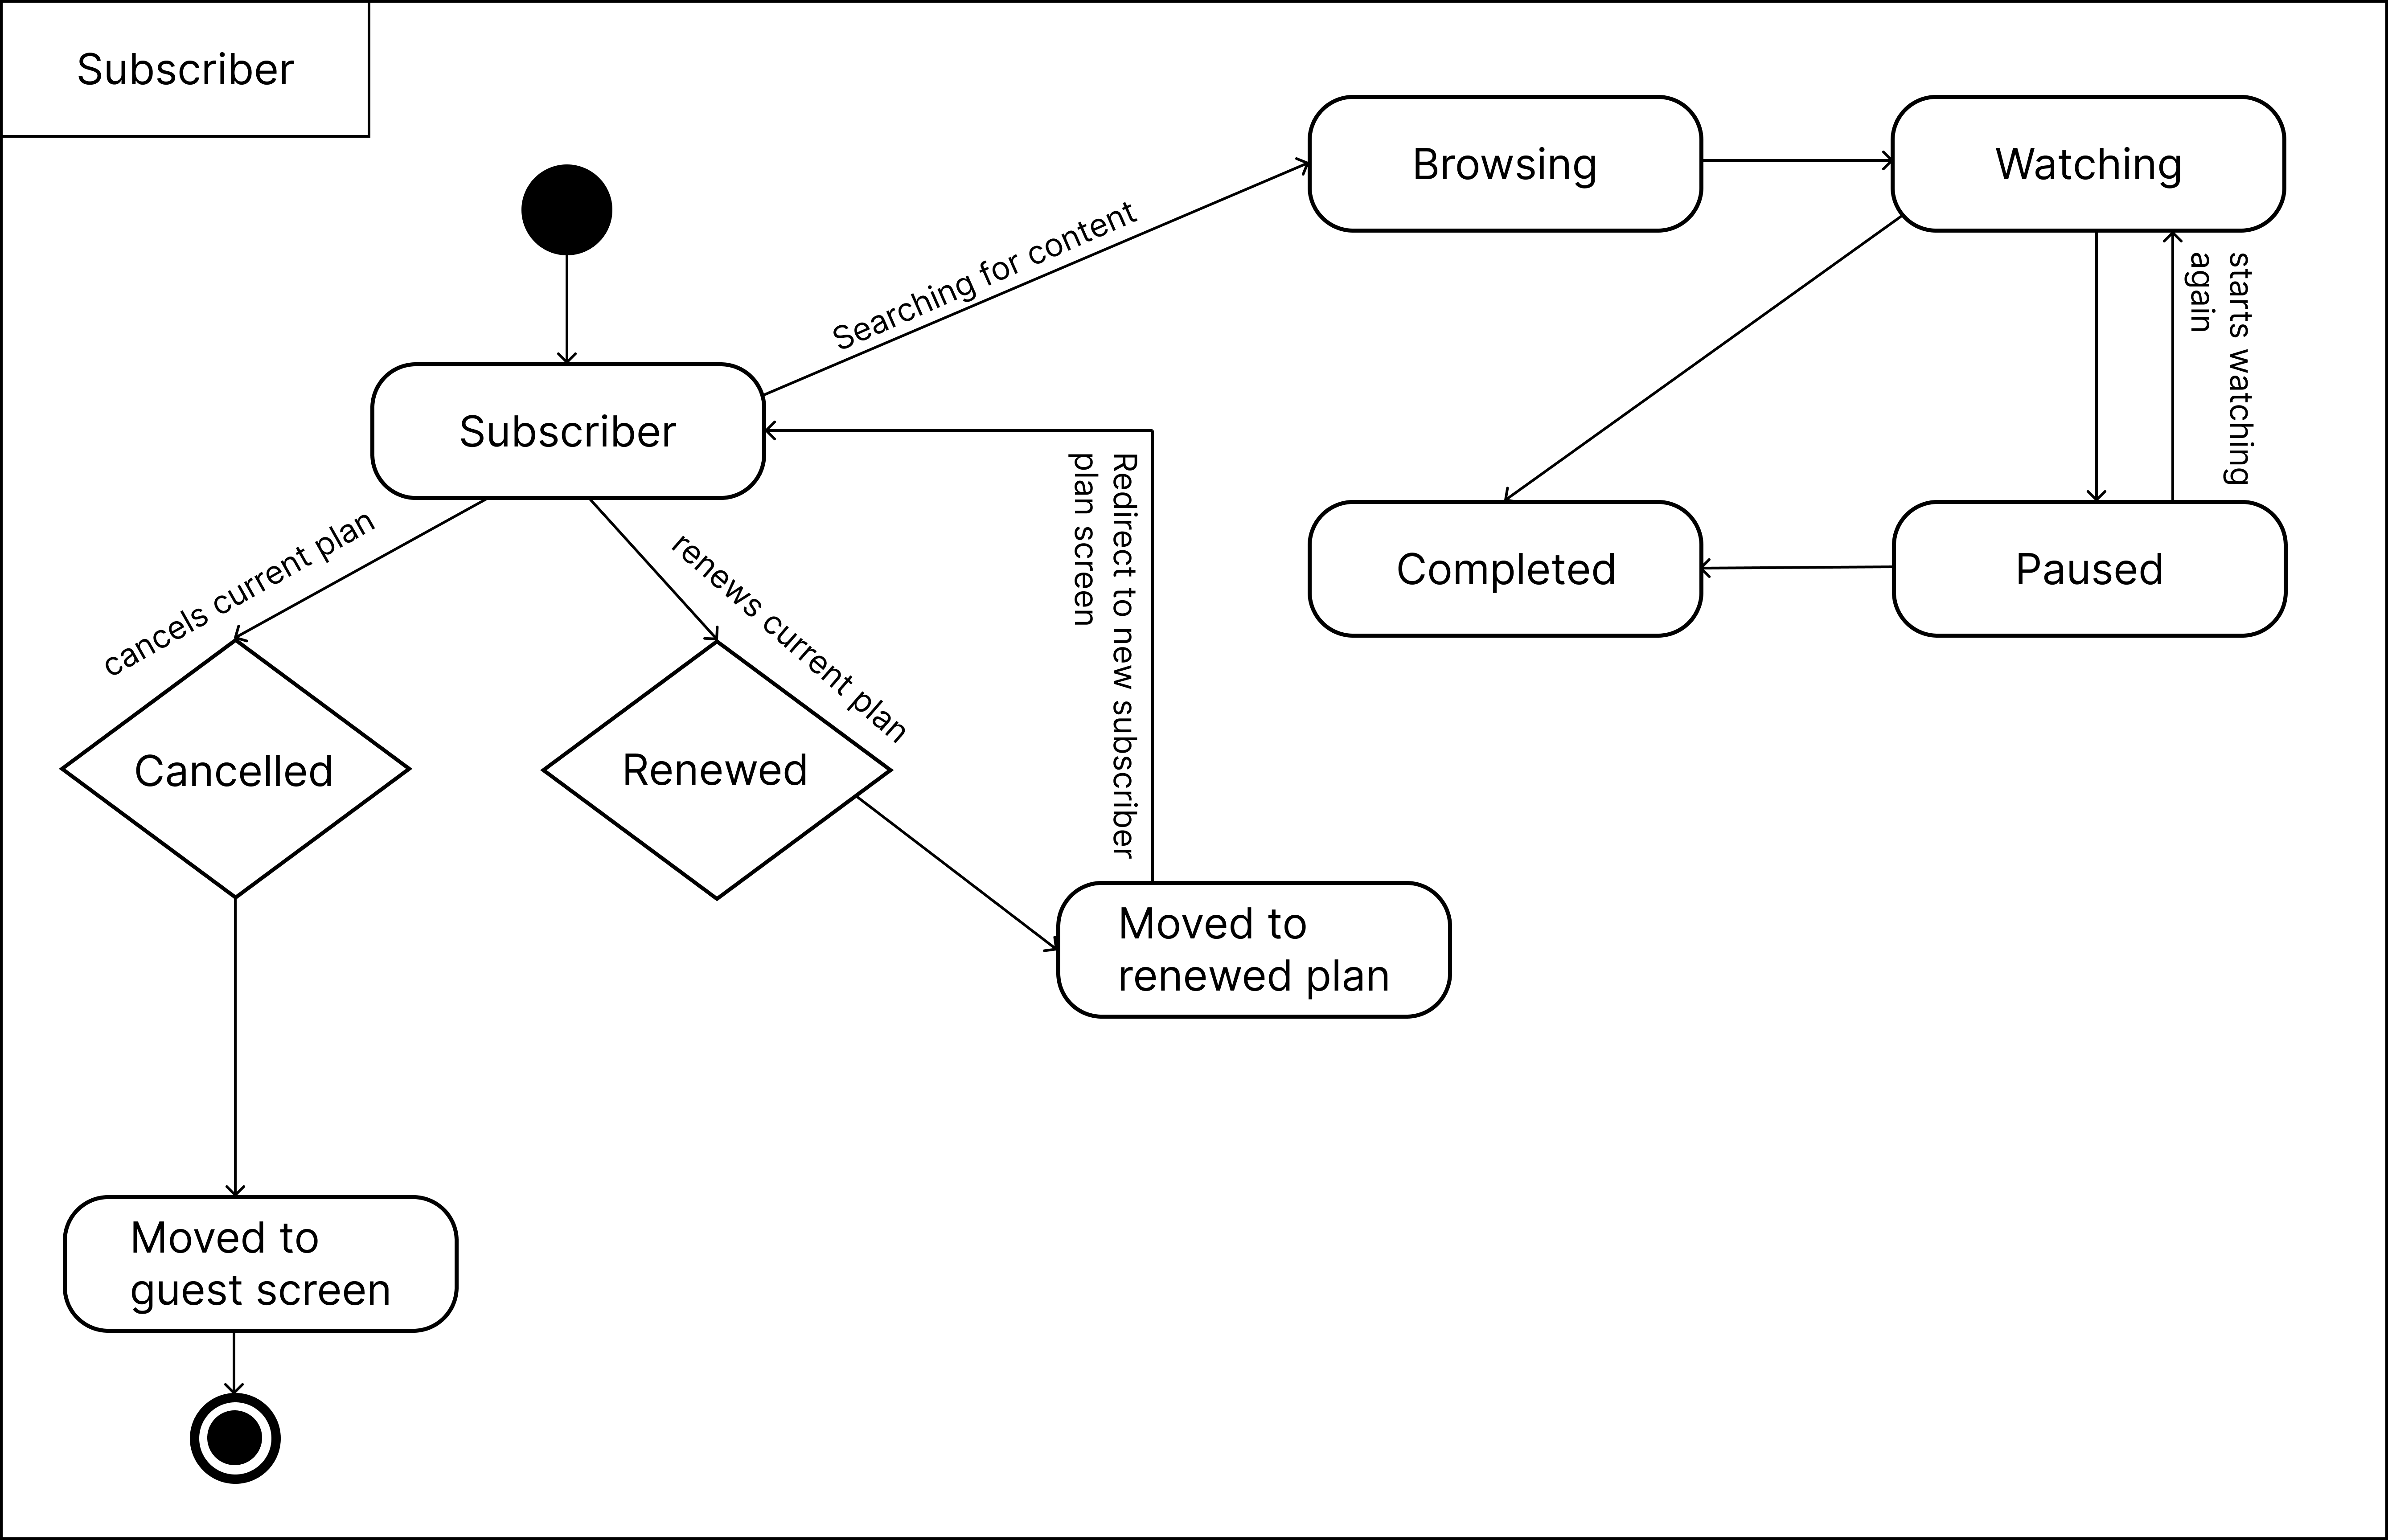 Subscriber
Browsing
Watching
Searching for content
starts watching
again
Subscriber
Redirect to new subscriber
plan screen
cancels current plan
renews current plan
Completed
Paused
Cancelled
Renewed
Moved to
renewed plan
Moved to
guest screen